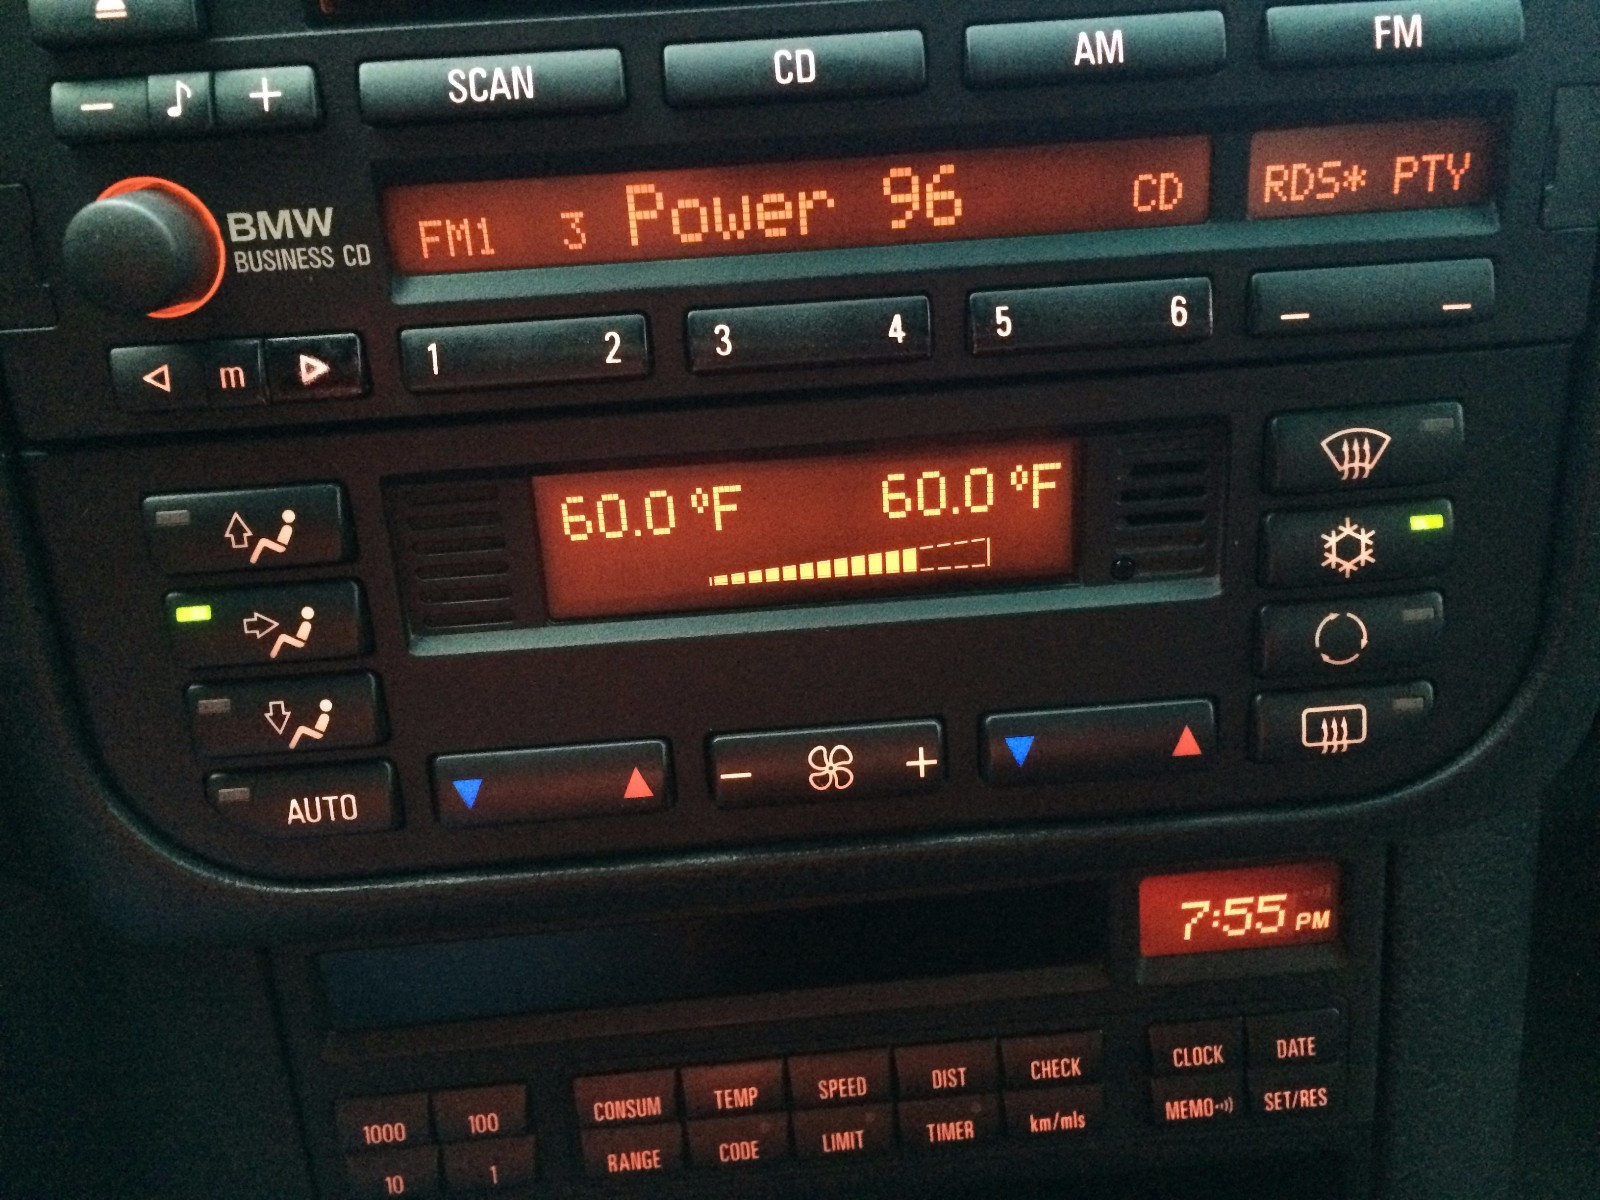 − ♪ + SCAN CD AM FM
BMW
BUSINESS CD
FM1 3 Power 96 CD RDS* PTY
m 1 2 3 4 5 6 − −
60.0 °F 60.0 °F
AUTO − +
7:55 PM
1000 100 CONSUM TEMP SPEED DIST CHECK CLOCK DATE
10 1 RANGE CODE LIMIT TIMER km/mls MEMO SET/RES